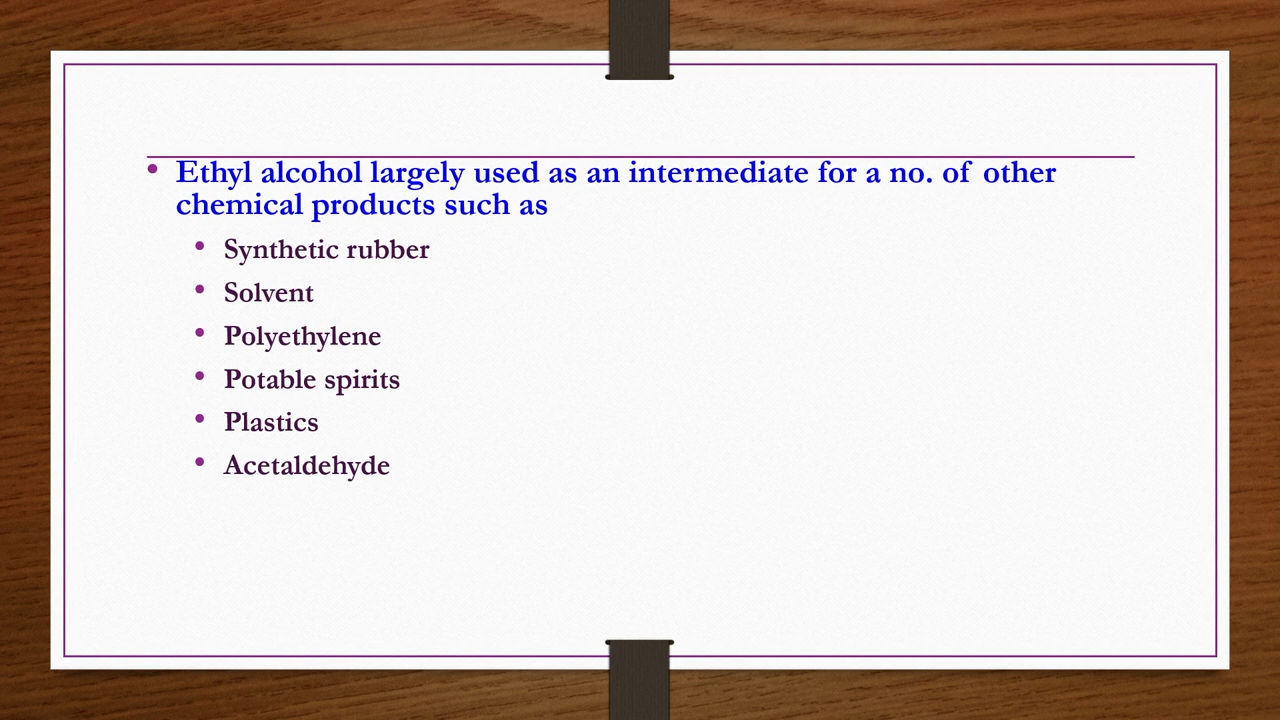 • Ethyl alcohol largely used as an intermediate for a no. of other
chemical products such as
• Synthetic rubber
• Solvent
• Polyethylene
• Potable spirits
• Plastics
• Acetaldehyde